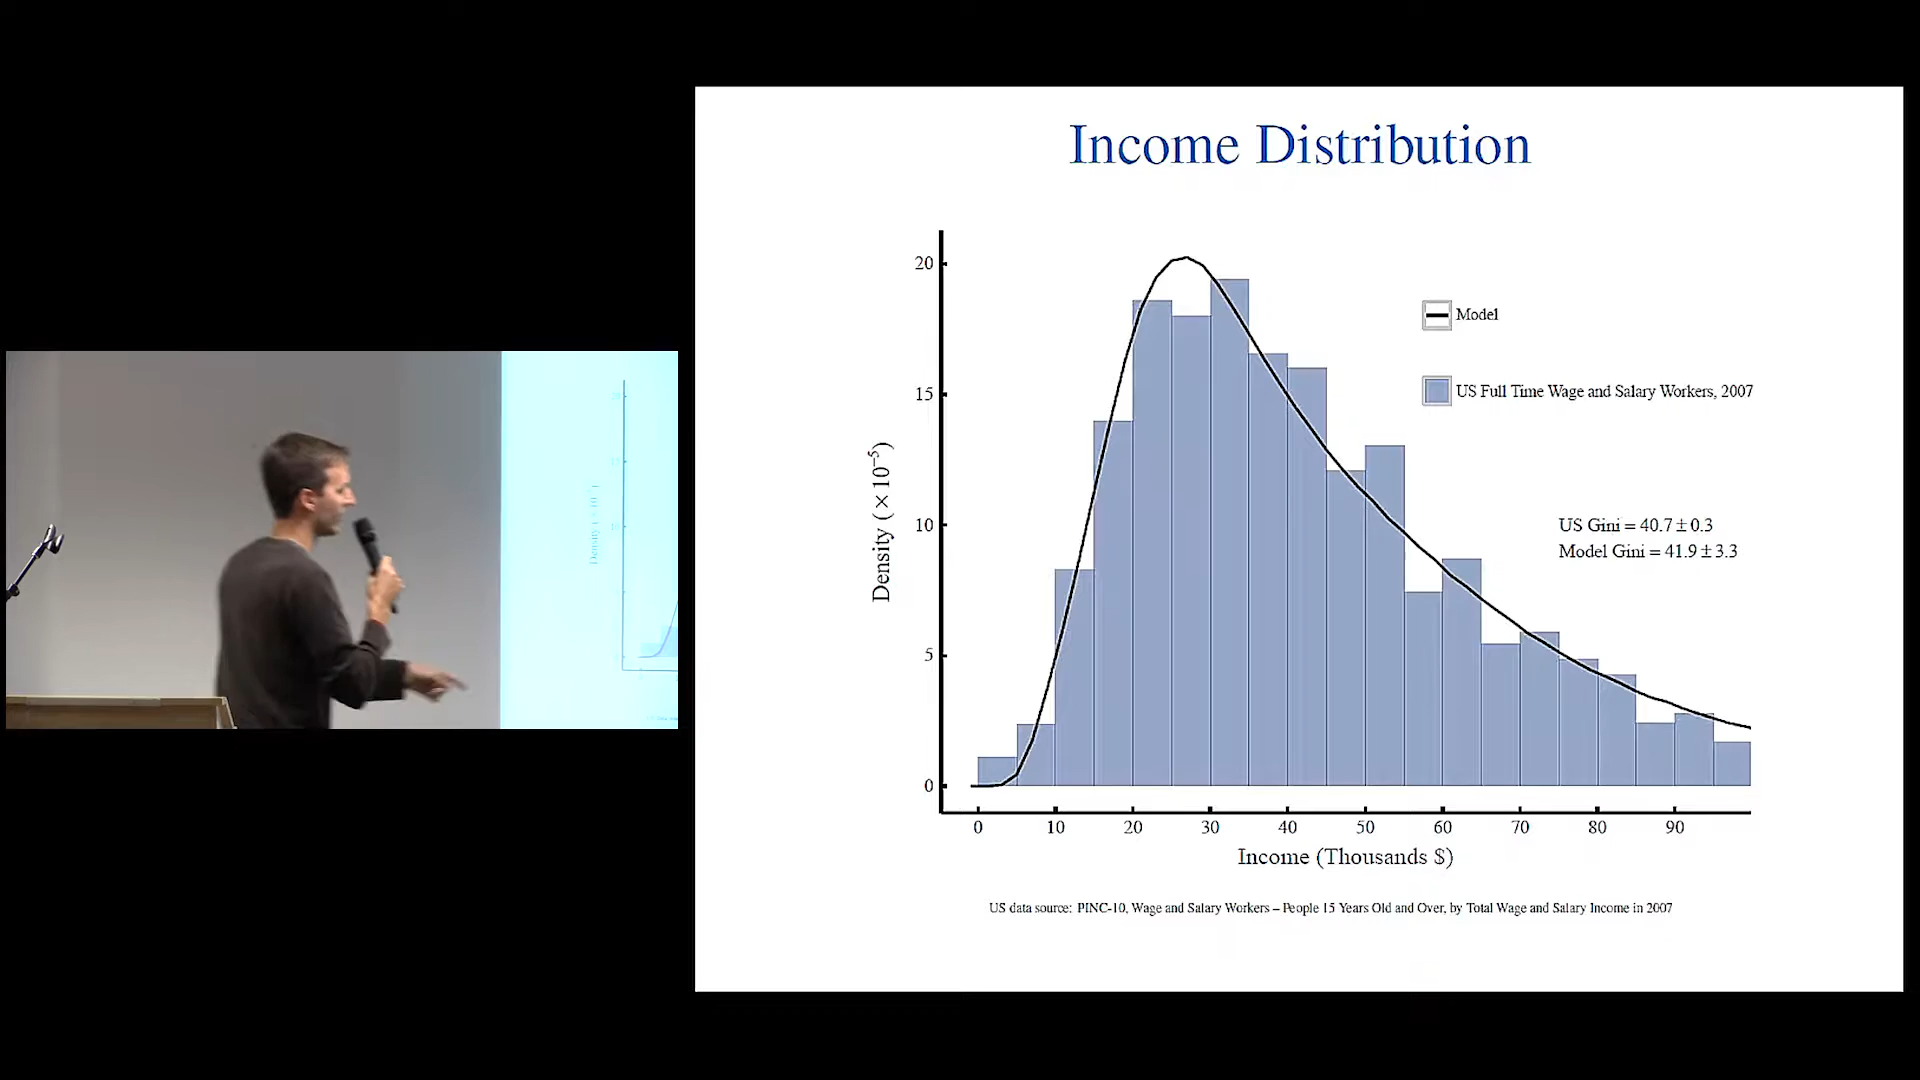 Income Distribution
20
15
10
5
0
Density (×10⁻⁵)
Model
US Full Time Wage and Salary Workers, 2007
US Gini = 40.7 ± 0.3
Model Gini = 41.9 ± 3.3
0 10 20 30 40 50 60 70 80 90
Income (Thousands $)
US data source: PINC-10, Wage and Salary Workers – People 15 Years Old and Over, by Total Wage and Salary Income in 2007